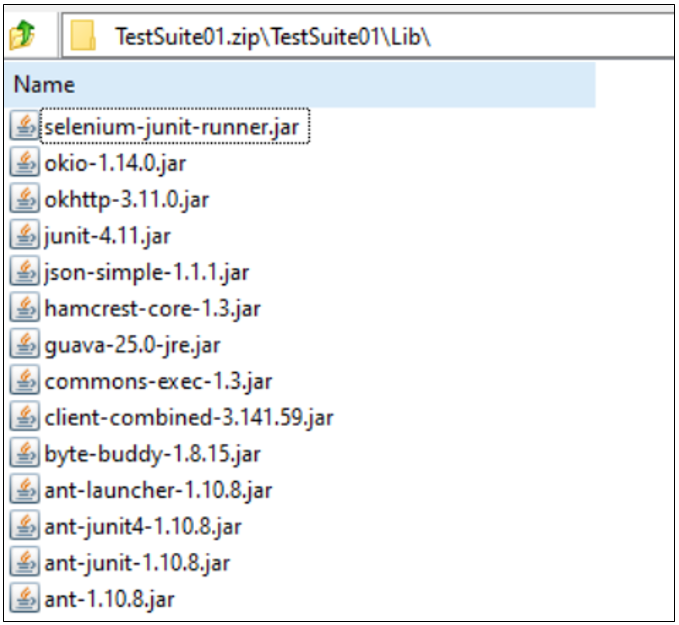 TestSuite01.zip\TestSuite01\Lib\
Name
selenium-junit-runner.jar
okio-1.14.0.jar
okhttp-3.11.0.jar
junit-4.11.jar
json-simple-1.1.1.jar
hamcrest-core-1.3.jar
guava-25.0-jre.jar
commons-exec-1.3.jar
client-combined-3.141.59.jar
byte-buddy-1.8.15.jar
ant-launcher-1.10.8.jar
ant-junit4-1.10.8.jar
ant-junit-1.10.8.jar
ant-1.10.8.jar